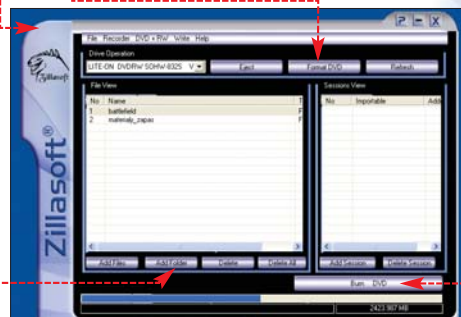 ? - X
File Recorder DVD+RW Write Help
Drive Operation
LITE-ON DVDRW SOHW-832S V
Eject
Format DVD
Refresh
Zillasoft
File View
Sessions View
No Name T
No Importable Add
1 battlefield F
2 materialy_zapas F
Zillasoft®
Add Files
Add Folder
Delete
Delete All
Add Session
Delete Session
Burn DVD
2423.987 MB